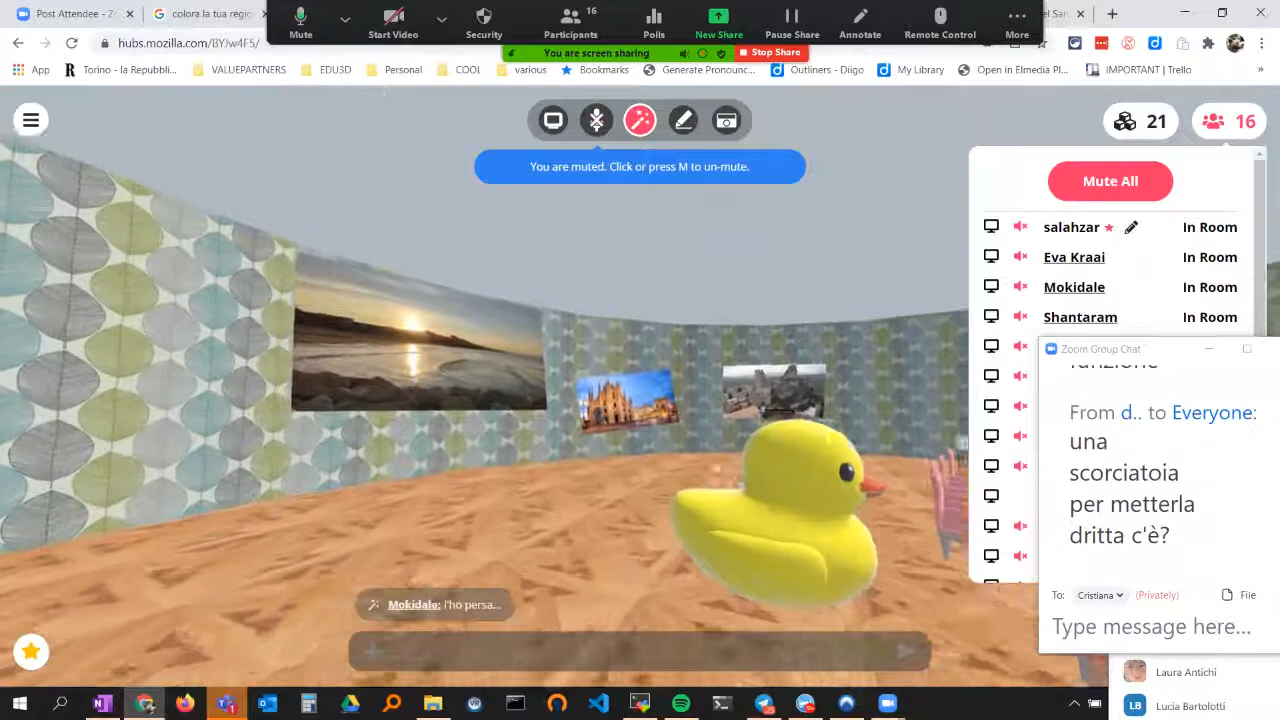 Post Attendee - Z
colora la tua regio
Mute
Start Video
Security
16
Participants
Polls
New Share
Pause Share
Annotate
Remote Control
More
hubs.mozilla.com/BYJw4F5/
You are screen sharing
Stop Share
App
Torino - la Repubbli...
VALUEPARTNERS
EDU3D
Personal
COOL
various
Bookmarks
Generate Pronounc...
Outliners - Diigo
My Library
Open in Elmedia Pl...
IMPORTANT | Trello
»
21
16
You are muted. Click or press M to un-mute.
Mute All
salahzar
In Room
Eva Kraai
In Room
Mokidale
In Room
Shantaram
In Room
Zoom Group Chat
funzione
From d.. to Everyone:
una
scorciatoia
per metterla
dritta c'è?
Mokidale: l'ho persa...
To: Cristiana (Privately) File
Type message here...
Laura Antichi
LB Lucia Bartolotti